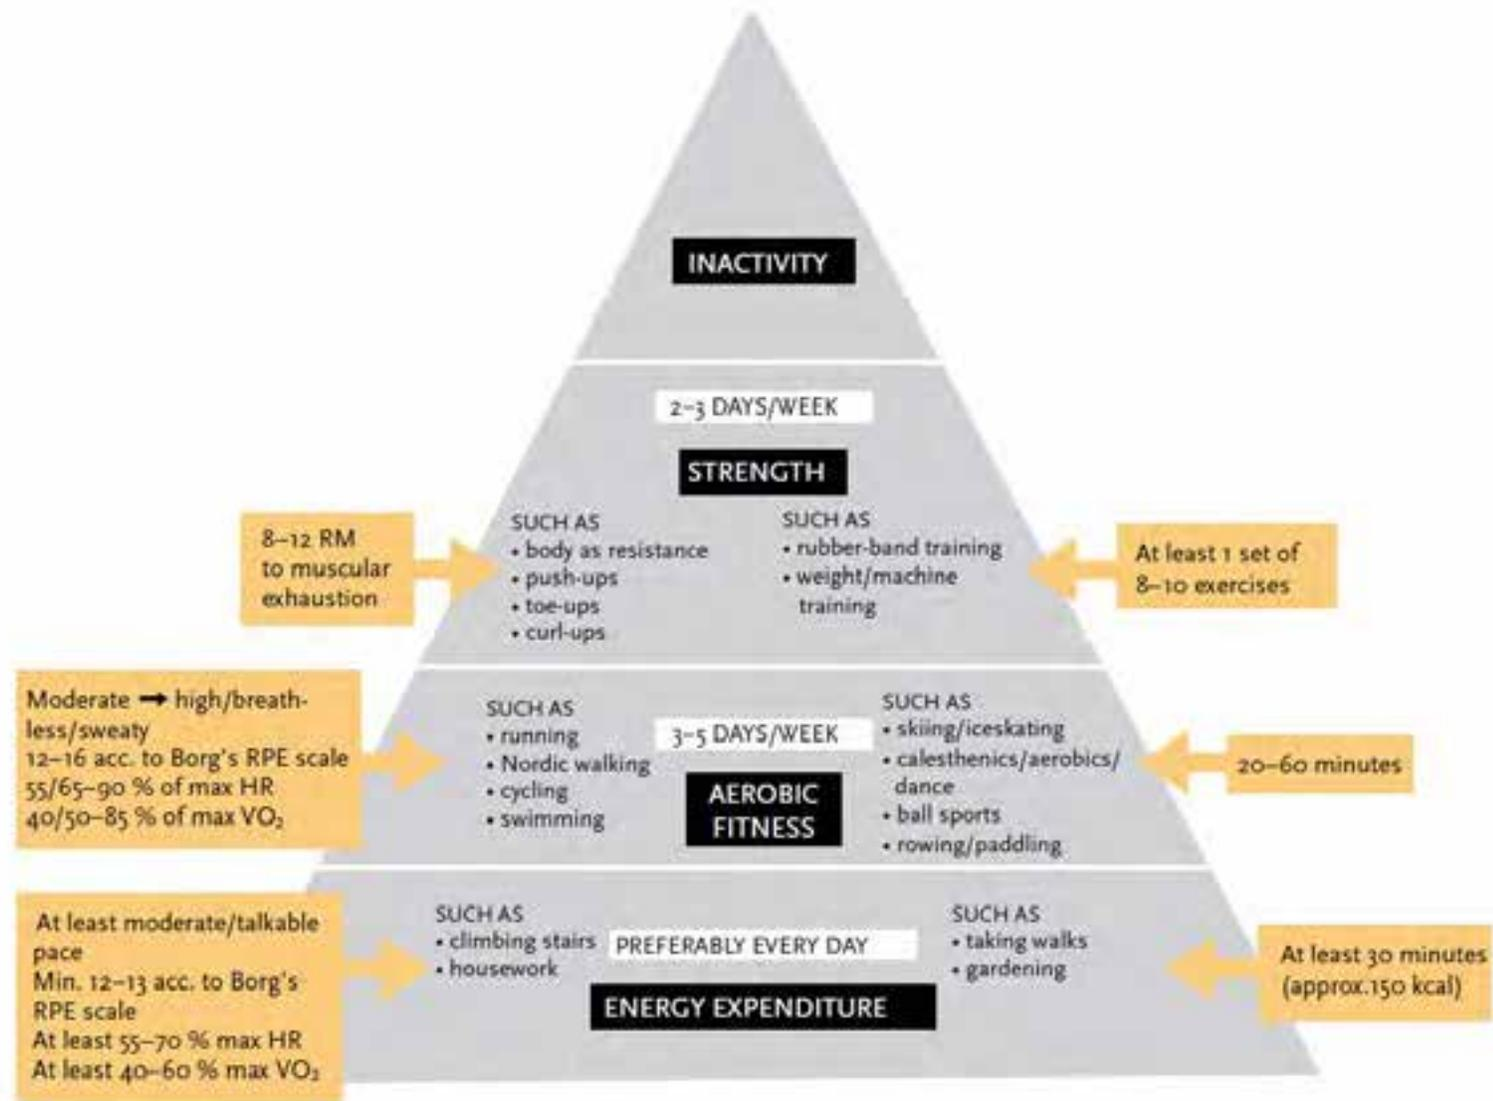 INACTIVITY
2–3 DAYS/WEEK
STRENGTH
8–12 RM
to muscular
exhaustion
SUCH AS
• body as resistance
• push-ups
• toe-ups
• curl-ups
SUCH AS
• rubber-band training
• weight/machine
training
At least 1 set of
8–10 exercises
Moderate → high/breath-
less/sweaty
12–16 acc. to Borg's RPE scale
55/65–90 % of max HR
40/50–85 % of max VO₂
SUCH AS
• running
• Nordic walking
• cycling
• swimming
3–5 DAYS/WEEK
AEROBIC
FITNESS
SUCH AS
• skiing/iceskating
• calesthenics/aerobics/
dance
• ball sports
• rowing/paddling
20–60 minutes
At least moderate/talkable
pace
Min. 12–13 acc. to Borg's
RPE scale
At least 55–70 % max HR
At least 40–60 % max VO₂
SUCH AS
• climbing stairs
• housework
PREFERABLY EVERY DAY
ENERGY EXPENDITURE
SUCH AS
• taking walks
• gardening
At least 30 minutes
(approx.150 kcal)